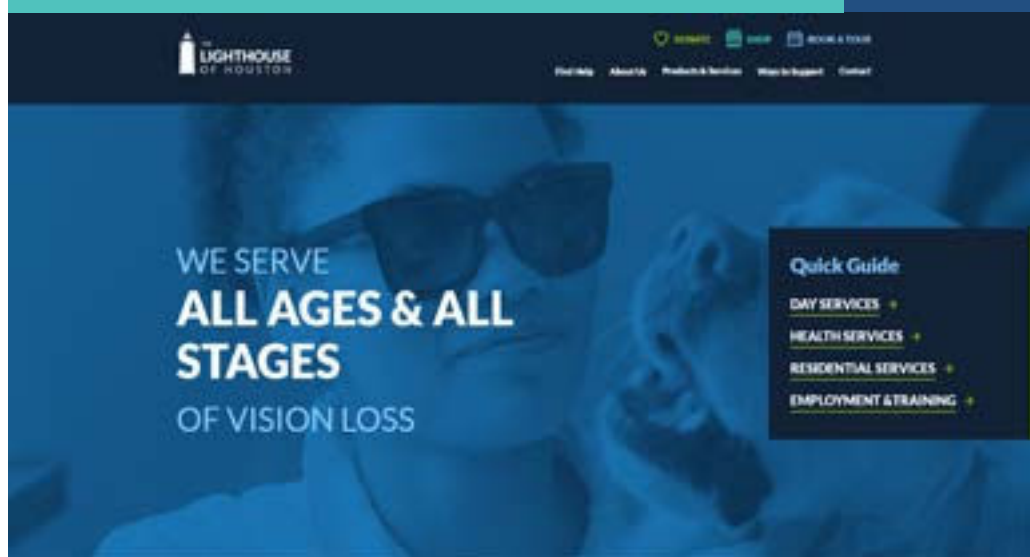 THE
LIGHTHOUSE
OF HOUSTON
DONATE SHOP BOOK A TOUR
Find Help About Us Products & Services Ways to Support Contact
WE SERVE
ALL AGES & ALL
STAGES
OF VISION LOSS
Quick Guide
DAY SERVICES
HEALTH SERVICES
RESIDENTIAL SERVICES
EMPLOYMENT & TRAINING